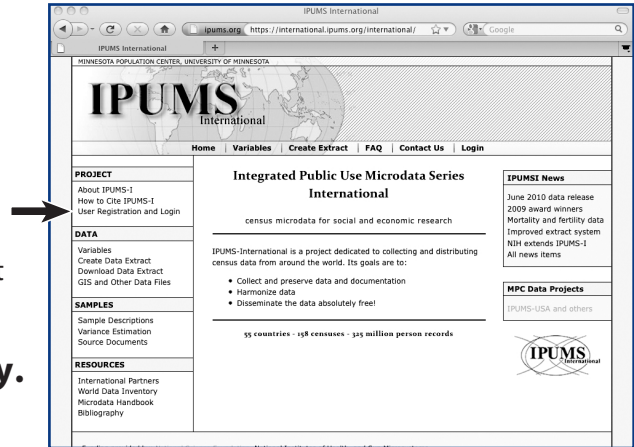 IPUMS International
ipums.org https://international.ipums.org/international/
Google
IPUMS International
MINNESOTA POPULATION CENTER, UNIVERSITY OF MINNESOTA
IPUMS
International
Home | Variables | Create Extract | FAQ | Contact Us | Login
PROJECT
About IPUMS-I
How to Cite IPUMS-I
User Registration and Login
DATA
Variables
Create Data Extract
Download Data Extract
GIS and Other Data Files
SAMPLES
Sample Descriptions
Variance Estimation
Source Documents
RESOURCES
International Partners
World Data Inventory
Microdata Handbook
Bibliography
Integrated Public Use Microdata Series
International
census microdata for social and economic research
IPUMS-International is a project dedicated to collecting and distributing
census data from around the world. Its goals are to:
• Collect and preserve data and documentation
• Harmonize data
• Disseminate the data absolutely free!
55 countries - 158 censuses - 325 million person records
IPUMSI News
June 2010 data release
2009 award winners
Mortality and fertility data
Improved extract system
NIH extends IPUMS-I
All news items
MPC Data Projects
IPUMS-USA and others
IPUMS
International
t
y.